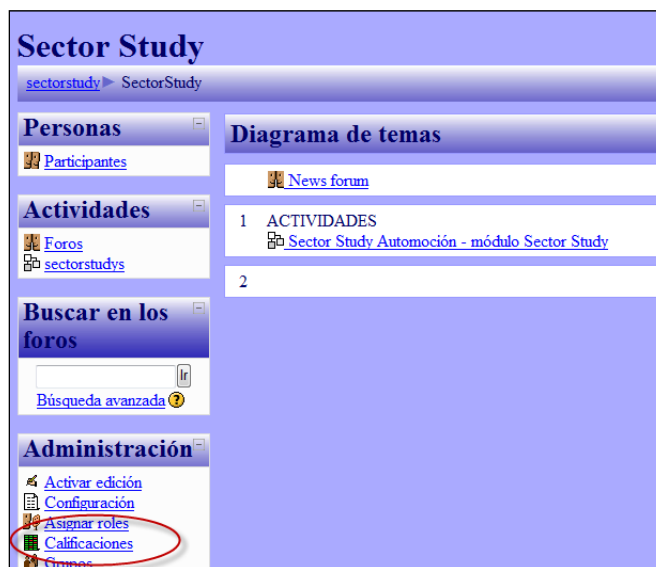 Sector Study
sectorstudy ► SectorStudy
Personas
Participantes
Actividades
Foros
sectorstudys
Buscar en los
foros
Ir
Búsqueda avanzada ?
Administración
Activar edición
Configuración
Asignar roles
Calificaciones
Grupos
Diagrama de temas
News forum
1 ACTIVIDADES
Sector Study Automoción - módulo Sector Study
2